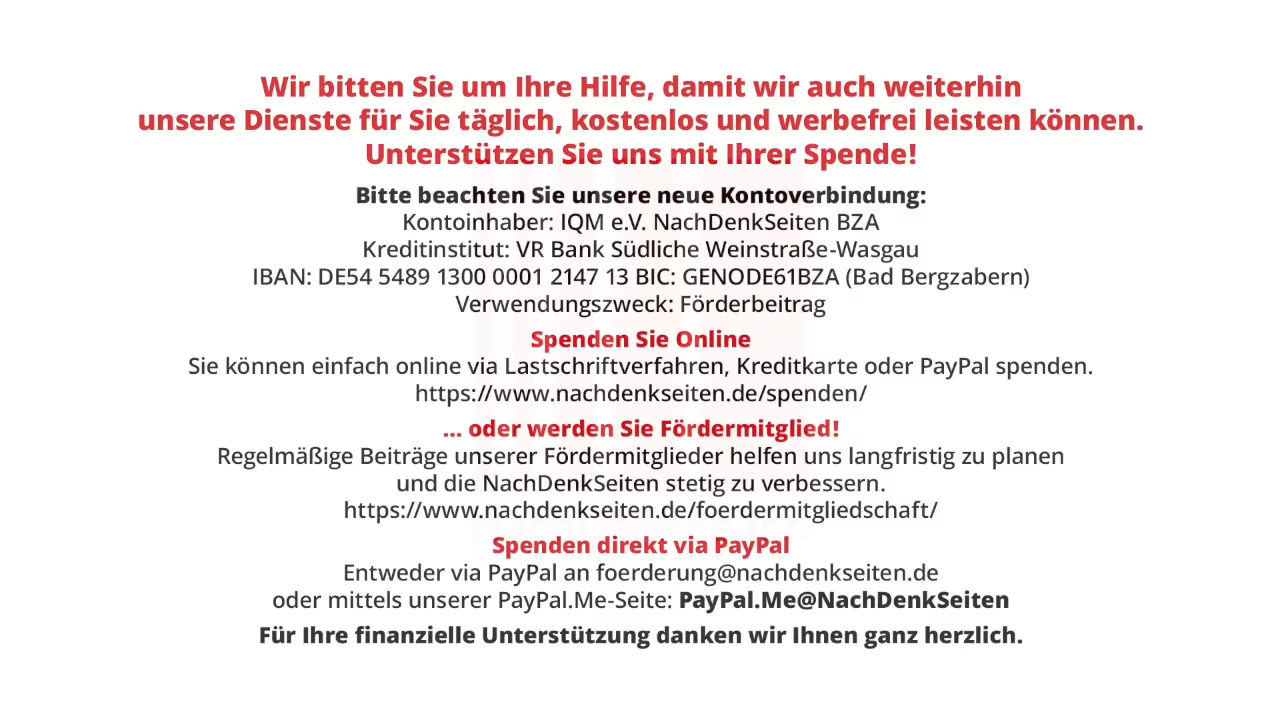 Wir bitten Sie um Ihre Hilfe, damit wir auch weiterhin
unsere Dienste für Sie täglich, kostenlos und werbefrei leisten können.
Unterstützen Sie uns mit Ihrer Spende!
Bitte beachten Sie unsere neue Kontoverbindung:
Kontoinhaber: IQM e.V. NachDenkSeiten BZA
Kreditinstitut: VR Bank Südliche Weinstraße-Wasgau
IBAN: DE54 5489 1300 0001 2147 13 BIC: GENODE61BZA (Bad Bergzabern)
Verwendungszweck: Förderbeitrag
Spenden Sie Online
Sie können einfach online via Lastschriftverfahren, Kreditkarte oder PayPal spenden.
https://www.nachdenkseiten.de/spenden/
... oder werden Sie Fördermitglied!
Regelmäßige Beiträge unserer Fördermitglieder helfen uns langfristig zu planen
und die NachDenkSeiten stetig zu verbessern.
https://www.nachdenkseiten.de/foerdermitgliedschaft/
Spenden direkt via PayPal
Entweder via PayPal an foerderung@nachdenkseiten.de
oder mittels unserer PayPal.Me-Seite: PayPal.Me@NachDenkSeiten
Für Ihre finanzielle Unterstützung danken wir Ihnen ganz herzlich.